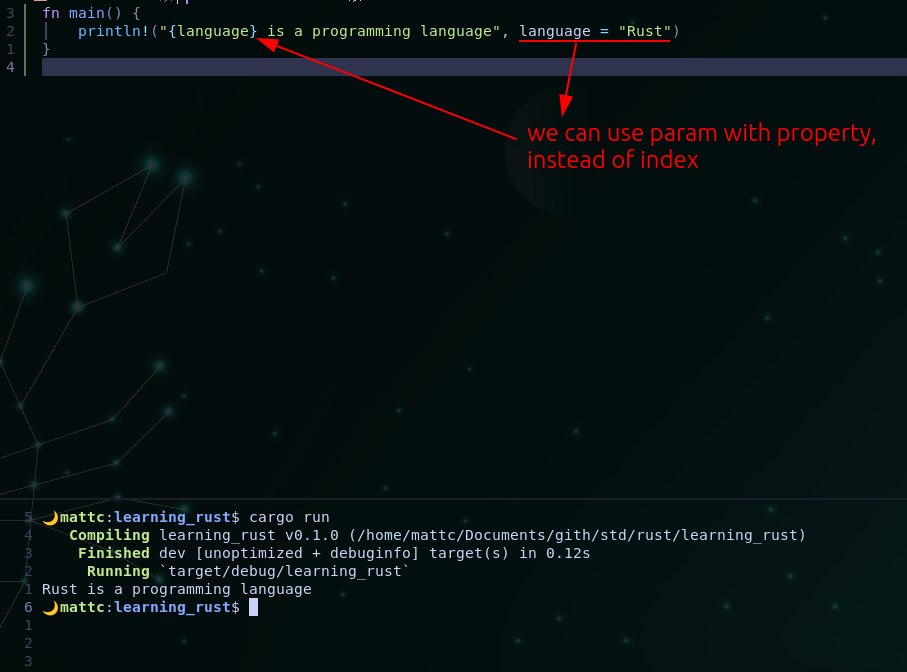 3 fn main() {
2     println!("{language} is a programming language", language = "Rust")
1 }
4
we can use param with property,
instead of index
5 🌙mattc:learning_rust$ cargo run
4    Compiling learning_rust v0.1.0 (/home/mattc/Documents/gith/std/rust/learning_rust)
3     Finished dev [unoptimized + debuginfo] target(s) in 0.12s
2      Running `target/debug/learning_rust`
1 Rust is a programming language
6 🌙mattc:learning_rust$
1
2
3